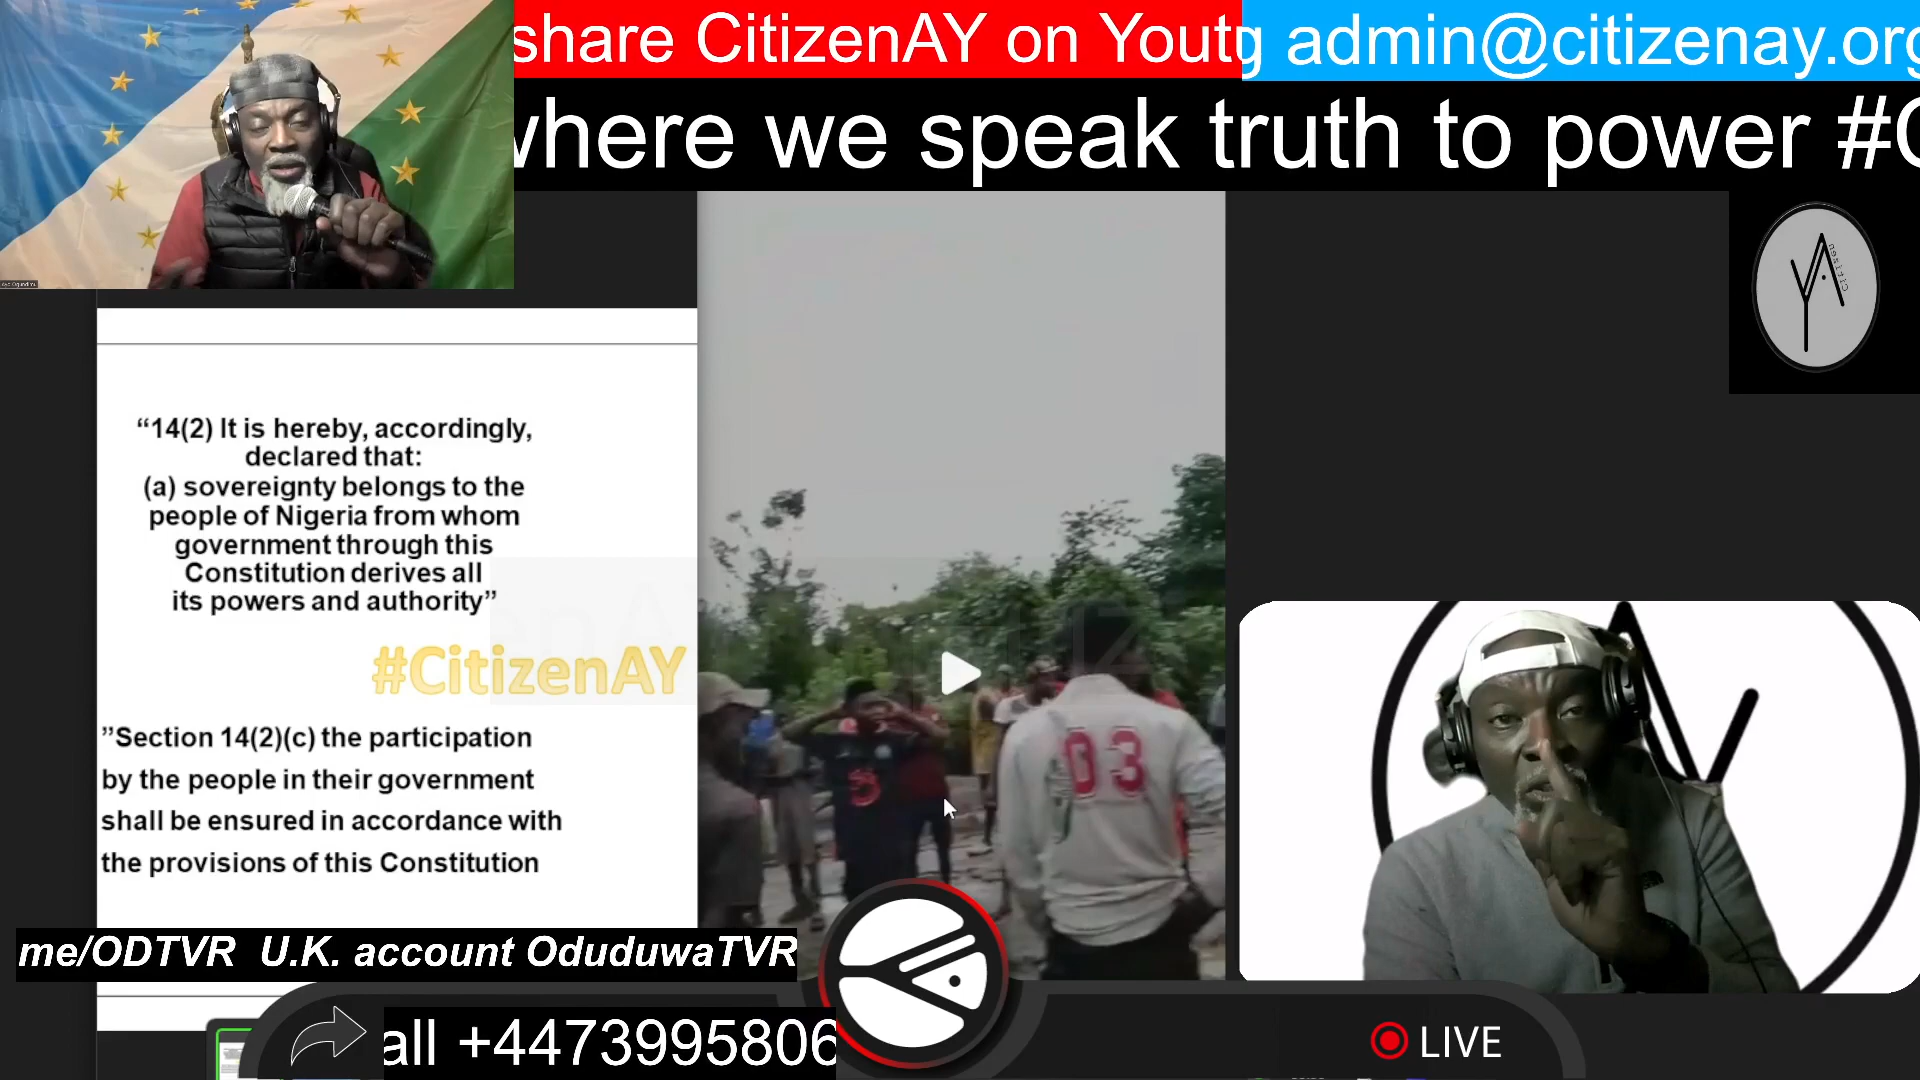 share CitizenAY on Yout
g admin@citizenay.org
where we speak truth to power #C
Citizen
“14(2) It is hereby, accordingly,
declared that:
(a) sovereignty belongs to the
people of Nigeria from whom
government through this
Constitution derives all
its powers and authority”
#CitizenAY
”Section 14(2)(c) the participation
by the people in their government
shall be ensured in accordance with
the provisions of this Constitution
03
me/ODTVR U.K. account OduduwaTVR
all +4473995806
LIVE